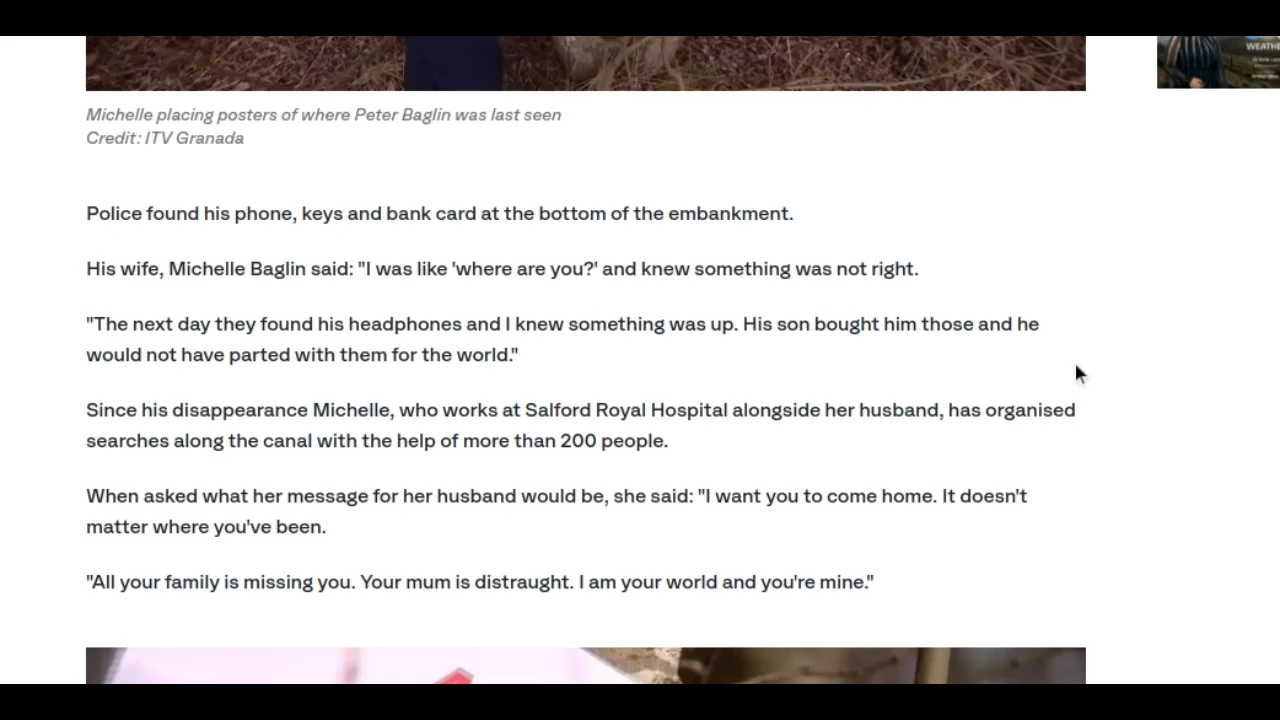 WEATHE
Michelle placing posters of where Peter Baglin was last seen
Credit: ITV Granada
Police found his phone, keys and bank card at the bottom of the embankment.
His wife, Michelle Baglin said: "I was like 'where are you?' and knew something was not right.
"The next day they found his headphones and I knew something was up. His son bought him those and he
would not have parted with them for the world."
Since his disappearance Michelle, who works at Salford Royal Hospital alongside her husband, has organised
searches along the canal with the help of more than 200 people.
When asked what her message for her husband would be, she said: "I want you to come home. It doesn't
matter where you've been.
"All your family is missing you. Your mum is distraught. I am your world and you're mine."